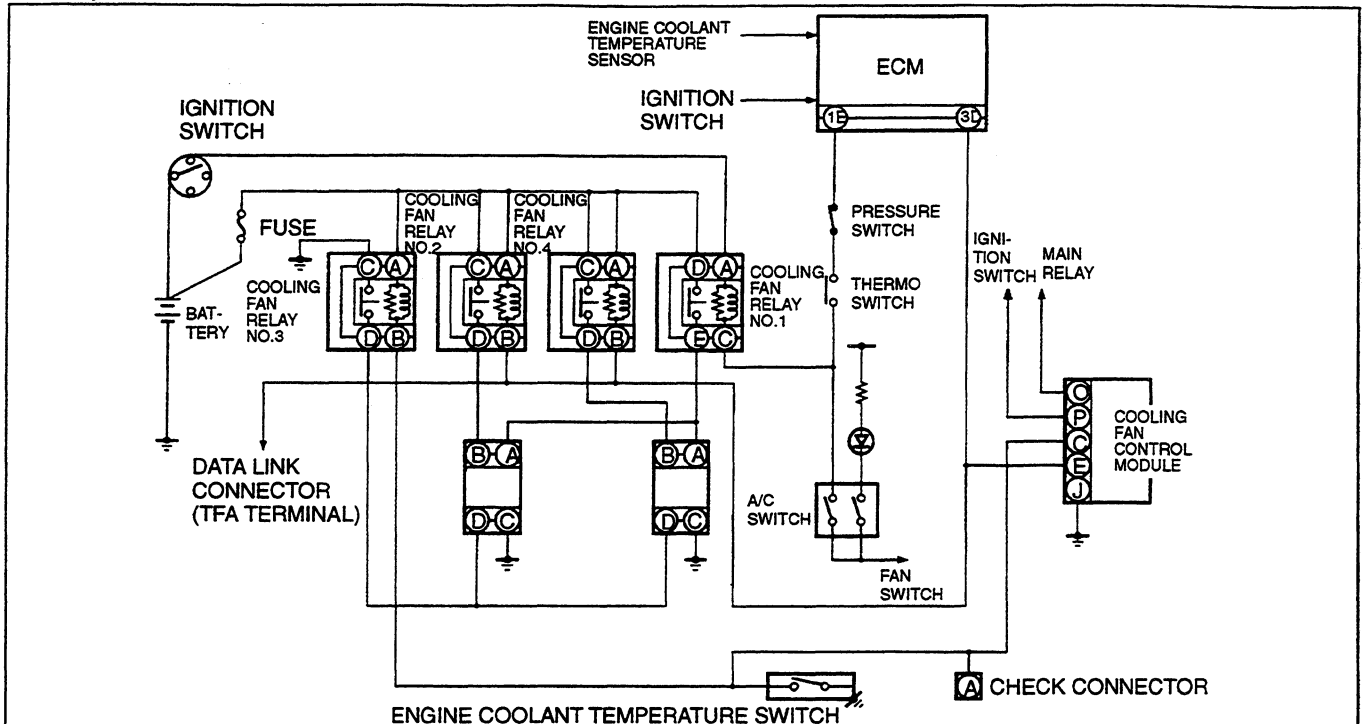 ENGINE COOLANT
TEMPERATURE
SENSOR
ECM
IGNITION
SWITCH
1E
3D
IGNITION
SWITCH
FUSE
BAT-
TERY
COOLING
FAN
RELAY
NO.2
COOLING
FAN
RELAY
NO.4
COOLING
FAN
RELAY
NO.3
C A
D B
C A
D B
C A
D B
D A
E C
COOLING
FAN
RELAY
NO.1
PRESSURE
SWITCH
THERMO
SWITCH
IGNI-
TION
SWITCH
MAIN
RELAY
O
P
C
E
J
COOLING
FAN
CONTROL
MODULE
DATA LINK
CONNECTOR
(TFA TERMINAL)
B A
D C
B A
D C
A/C
SWITCH
FAN
SWITCH
A CHECK CONNECTOR
ENGINE COOLANT TEMPERATURE SWITCH